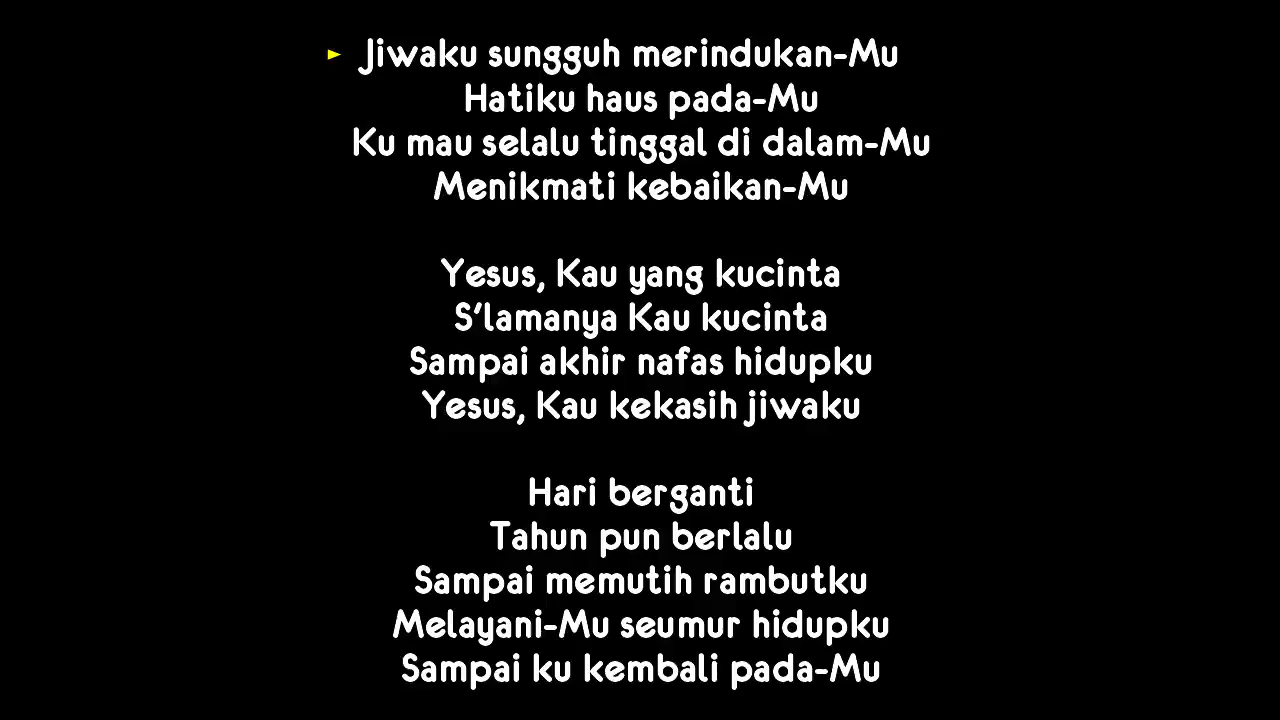 Jiwaku sungguh merindukan-Mu
Hatiku haus pada-Mu
Ku mau selalu tinggal di dalam-Mu
Menikmati kebaikan-Mu
Yesus, Kau yang kucinta
S'lamanya Kau kucinta
Sampai akhir nafas hidupku
Yesus, Kau kekasih jiwaku
Hari berganti
Tahun pun berlalu
Sampai memutih rambutku
Melayani-Mu seumur hidupku
Sampai ku kembali pada-Mu